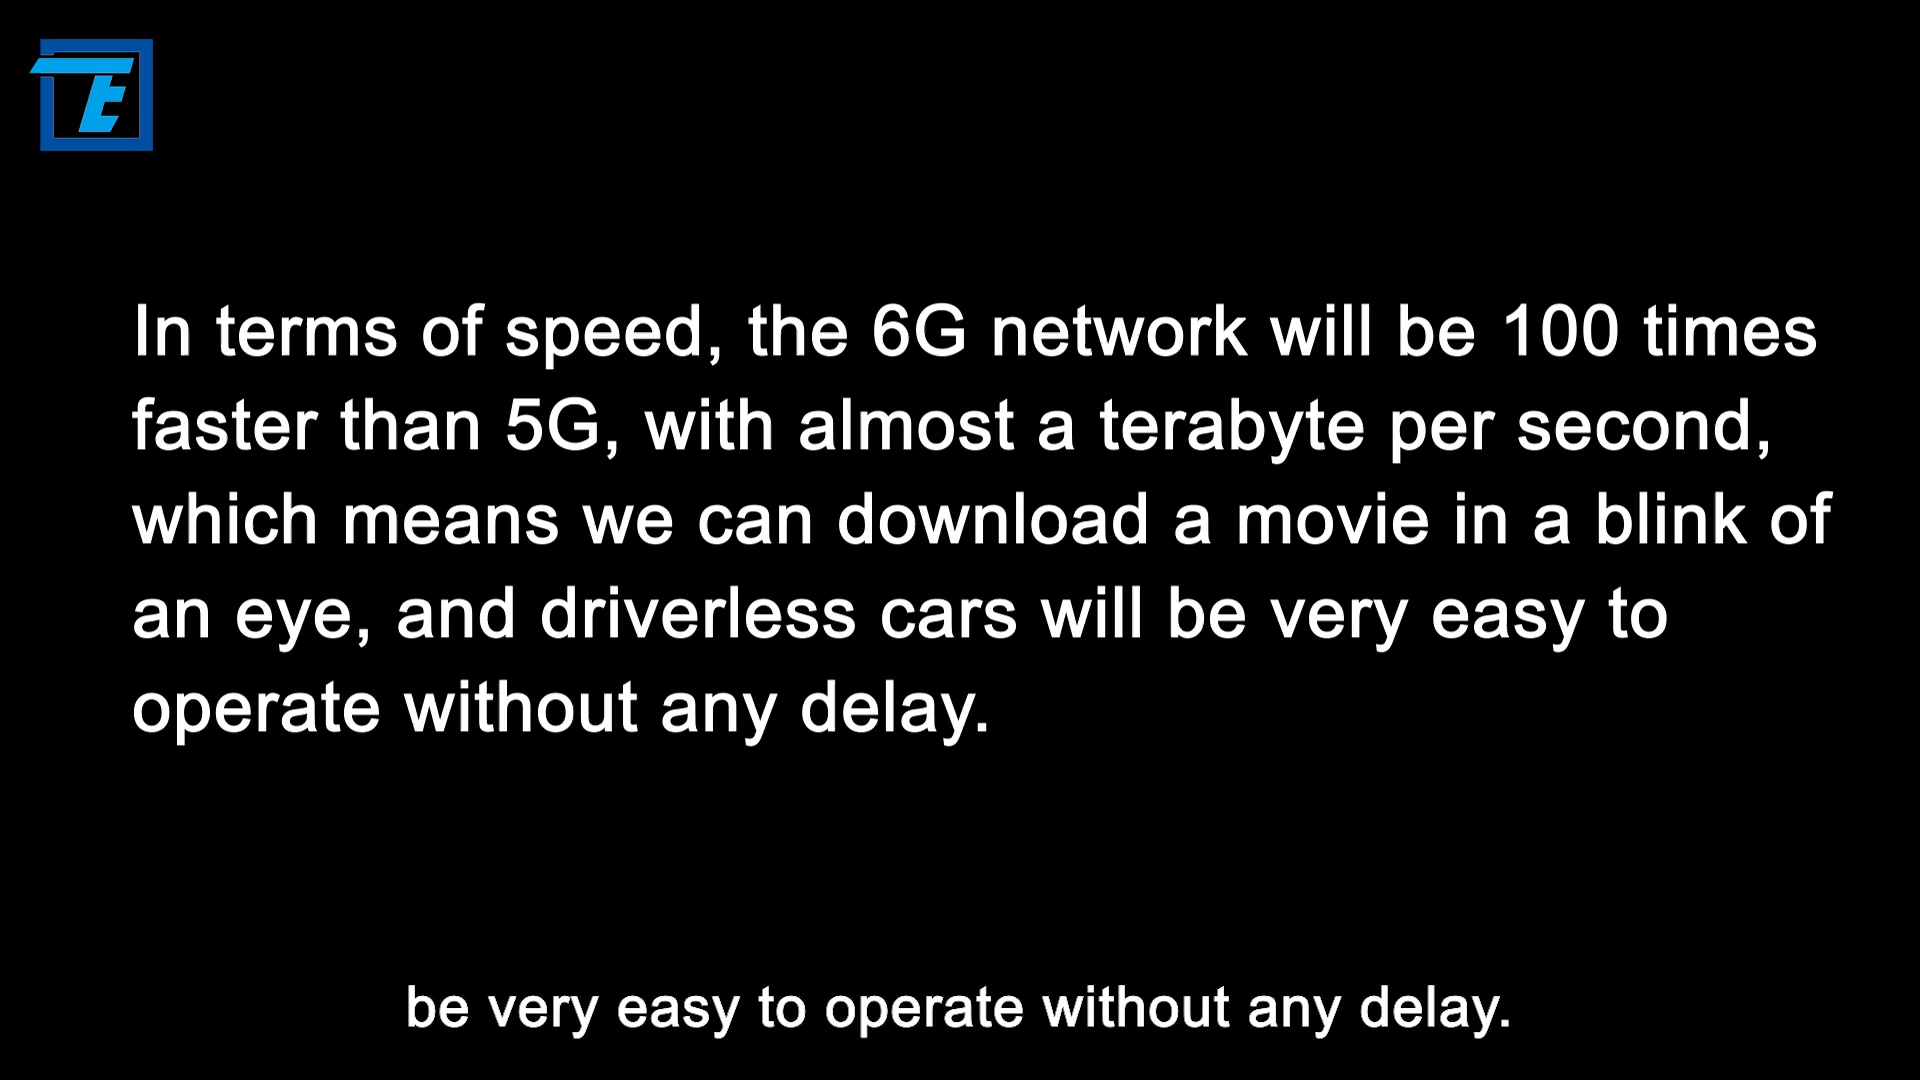 TE
In terms of speed, the 6G network will be 100 times
faster than 5G, with almost a terabyte per second,
which means we can download a movie in a blink of
an eye, and driverless cars will be very easy to
operate without any delay.
be very easy to operate without any delay.